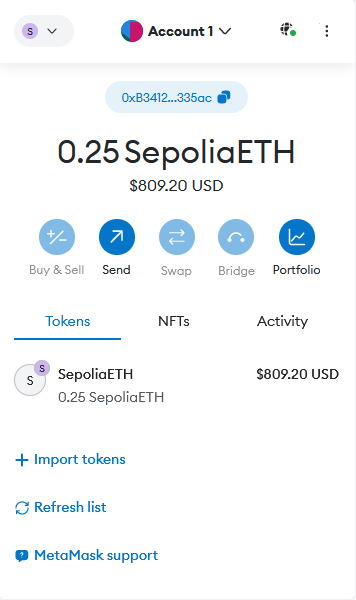 S
Account 1
0xB3412...335ac
0.25 SepoliaETH
$809.20 USD
Buy & Sell Send Swap Bridge Portfolio
Tokens NFTs Activity
S
S
SepoliaETH $809.20 USD
0.25 SepoliaETH
Import tokens
Refresh list
MetaMask support